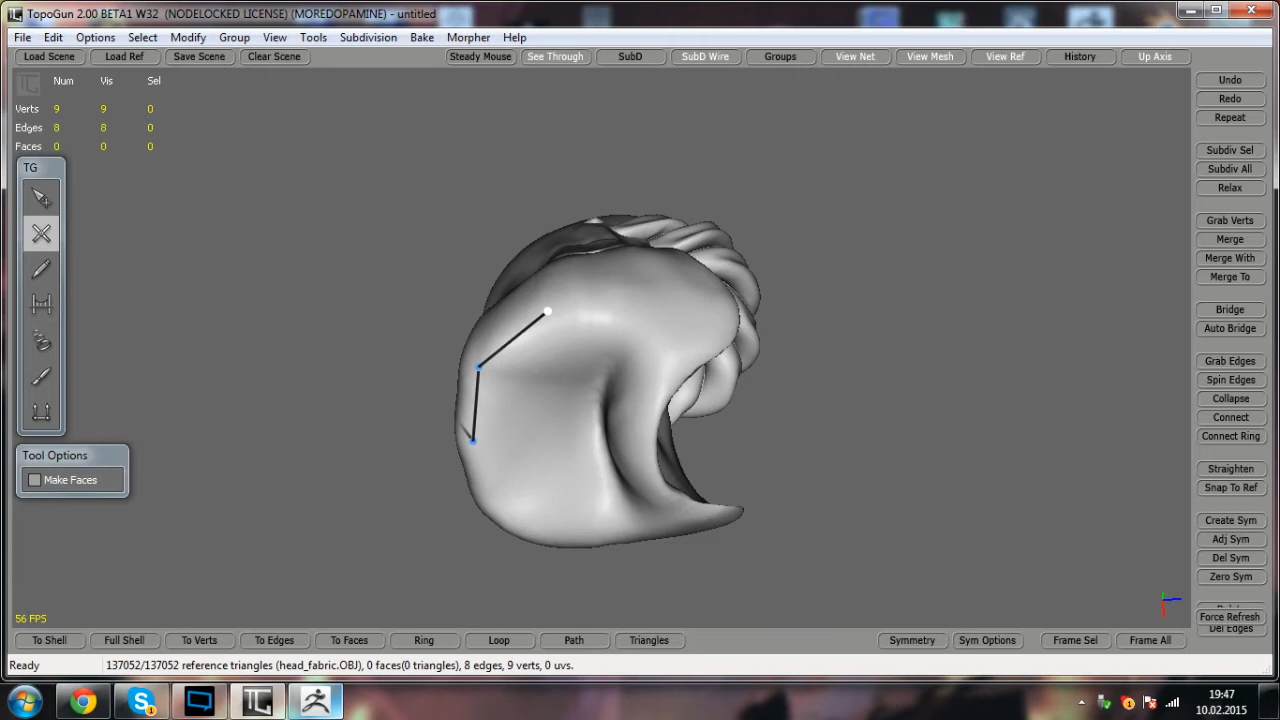 TopoGun 2.00 BETA1 W32 (NODELOCKED LICENSE) (MOREDOPAMINE) - untitled
File Edit Options Select Modify Group View Tools Subdivision Bake Morpher Help
Load Scene Load Ref Save Scene Clear Scene Steady Mouse See Through SubD SubD Wire Groups View Net View Mesh View Ref History Up Axis
Num Vis Sel
Verts 9 9 0
Edges 8 8 0
Faces 0 0 0
TG
Tool Options
Make Faces
Undo
Redo
Repeat
Subdiv Sel
Subdiv All
Relax
Grab Verts
Merge
Merge With
Merge To
Bridge
Auto Bridge
Grab Edges
Spin Edges
Collapse
Connect
Connect Ring
Straighten
Snap To Ref
Create Sym
Adj Sym
Del Sym
Zero Sym
Force Refresh
Del Edges
56 FPS
To Shell Full Shell To Verts To Edges To Faces Ring Loop Path Triangles Symmetry Sym Options Frame Sel Frame All
Ready 137052/137052 reference triangles (head_fabric.OBJ), 0 faces(0 triangles), 8 edges, 9 verts, 0 uvs.
19:47
10.02.2015